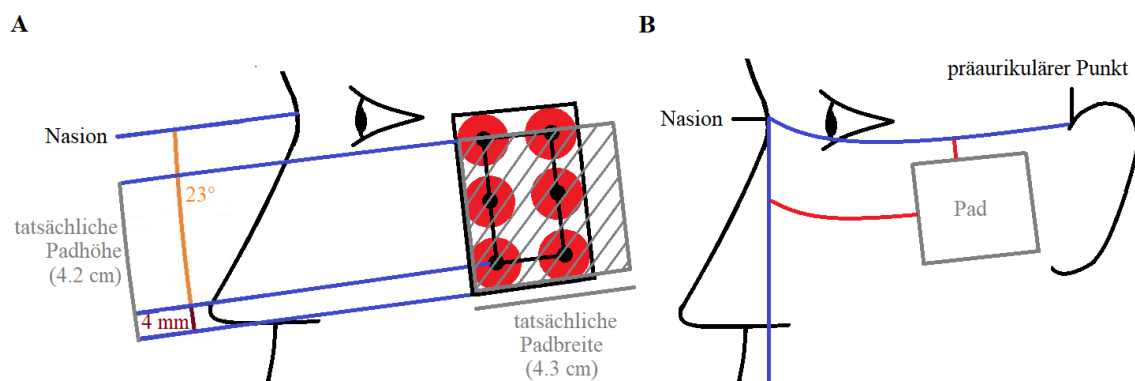 A
Nasion
23°
tatsächliche
Padhöhe
(4.2 cm)
4 mm
tatsächliche
Padbreite
(4.3 cm)
B
präaurikulärer Punkt
Nasion
Pad